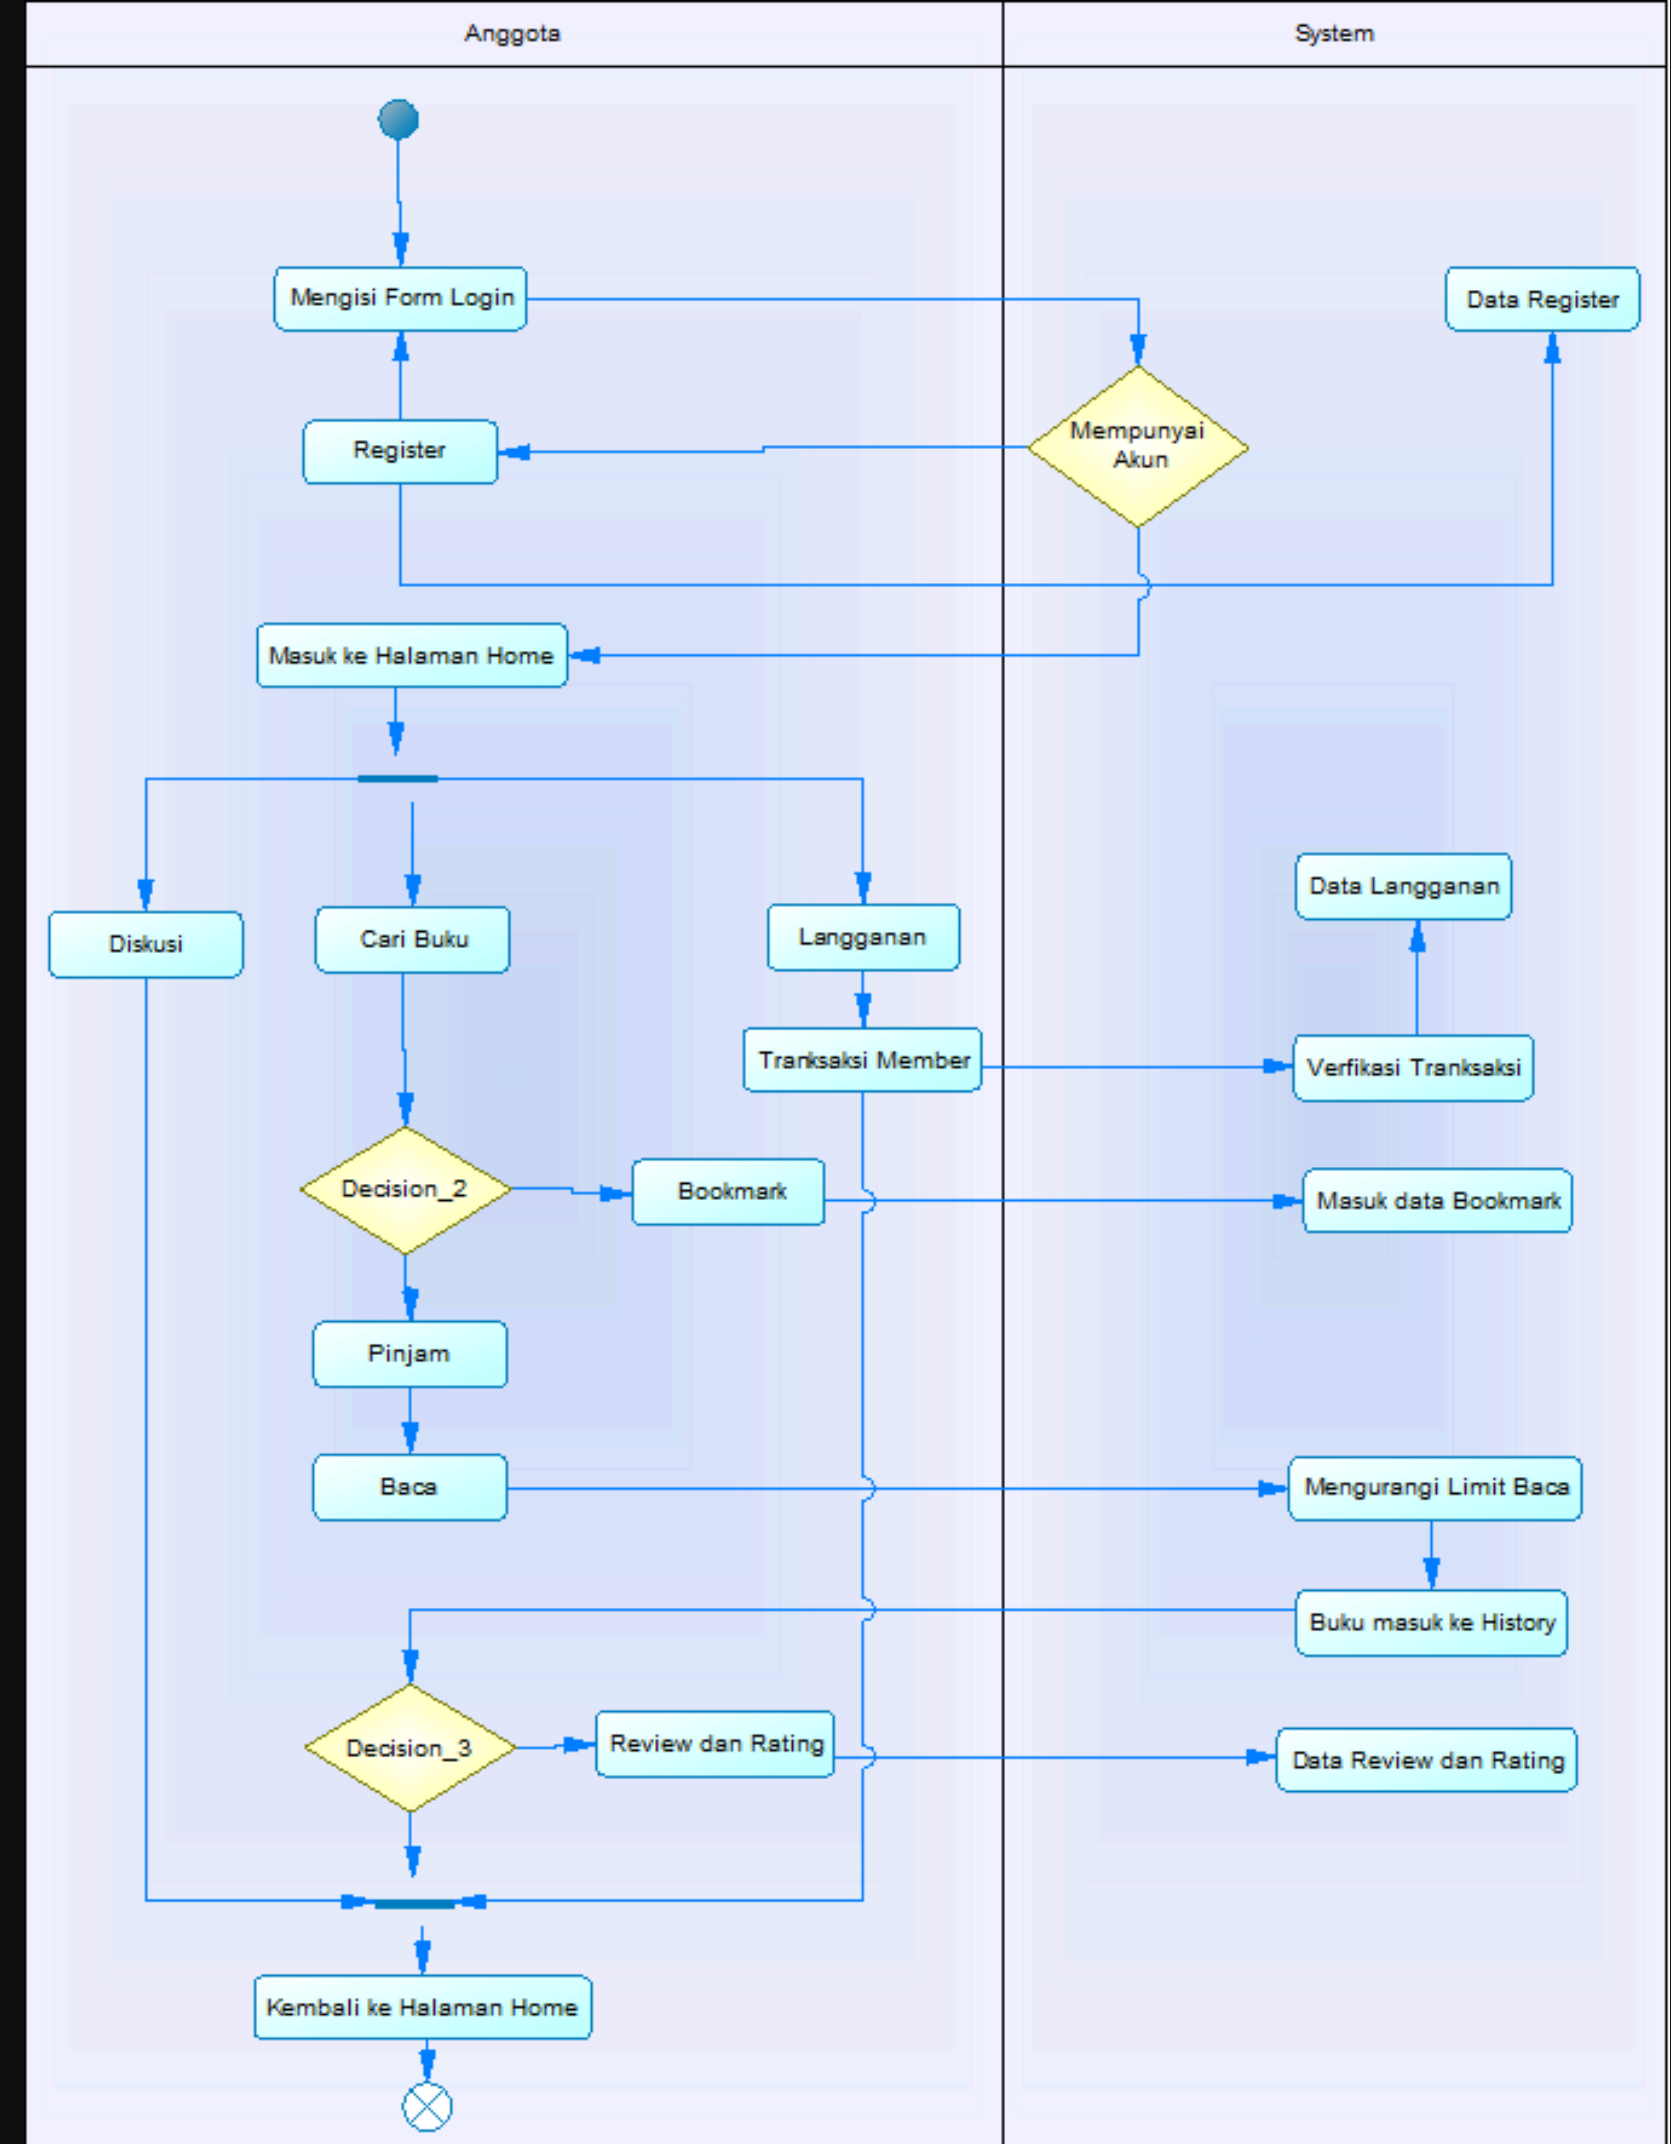 Anggota
System
Mengisi Form Login
Data Register
Mempunyai
Akun
Register
Masuk ke Halaman Home
Data Langganan
Diskusi
Cari Buku
Langganan
Tranksaksi Member
Verfikasi Tranksaksi
Decision_2
Bookmark
Masuk data Bookmark
Pinjam
Baca
Mengurangi Limit Baca
Buku masuk ke History
Decision_3
Review dan Rating
Data Review dan Rating
Kembali ke Halaman Home